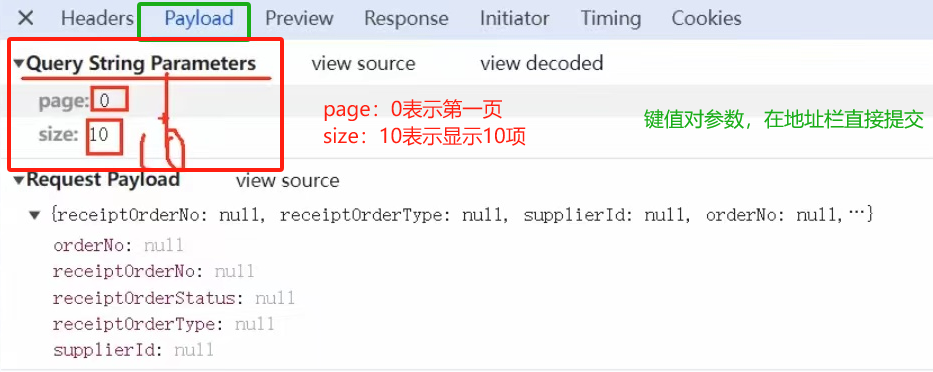 × Headers Payload Preview Response Initiator Timing Cookies
▼Query String Parameters view source view decoded
page: 0
size: 10
page：0表示第一页
size：10表示显示10项
键值对参数，在地址栏直接提交
▼Request Payload view source
▼ {receiptOrderNo: null, receiptOrderType: null, supplierId: null, orderNo: null,…}
orderNo: null
receiptOrderNo: null
receiptOrderStatus: null
receiptOrderType: null
supplierId: null